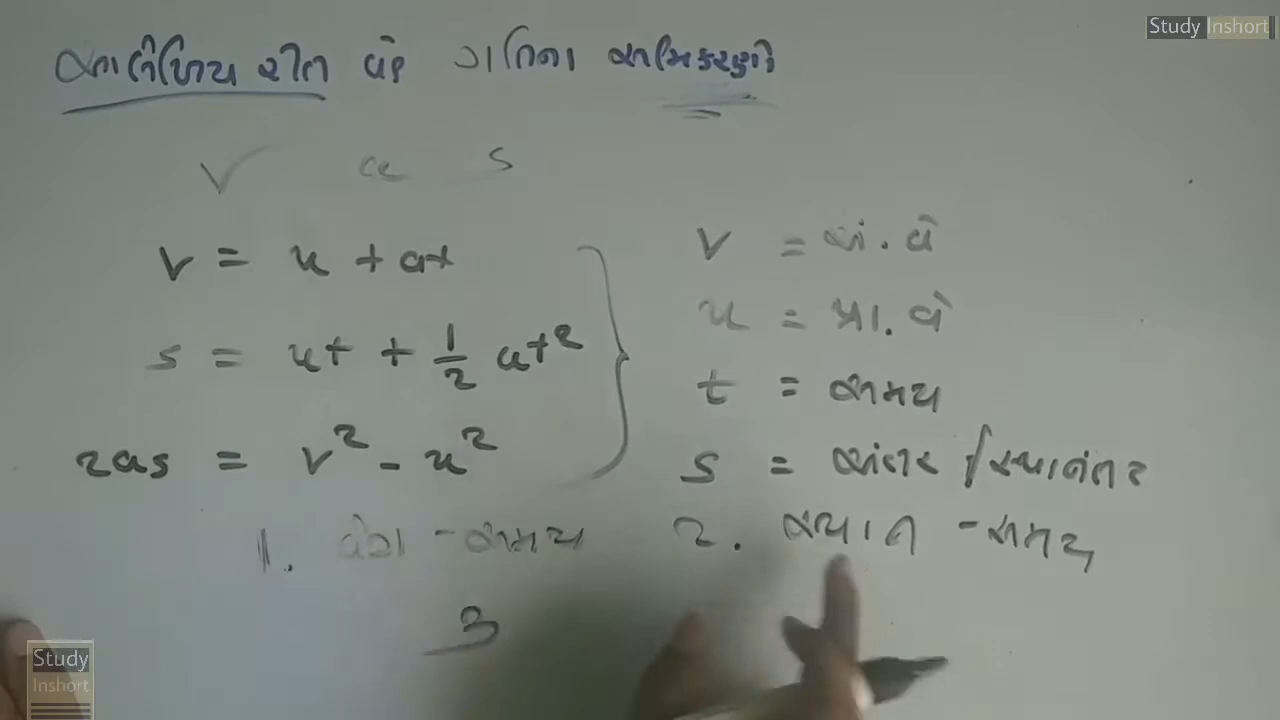 Study Inshort
આલેખિય રીત વડે ગતિના સમિકરણો
v a s
v = u + at
v = અં. વે
u = પ્રા. વે
s = ut + 1/2 at²
t = સમય
2as = v² - u²
s = અંતર / સ્થાનાંતર
1. વેગ - સમય 2. સ્થાન - સમય
3
Study
Inshort